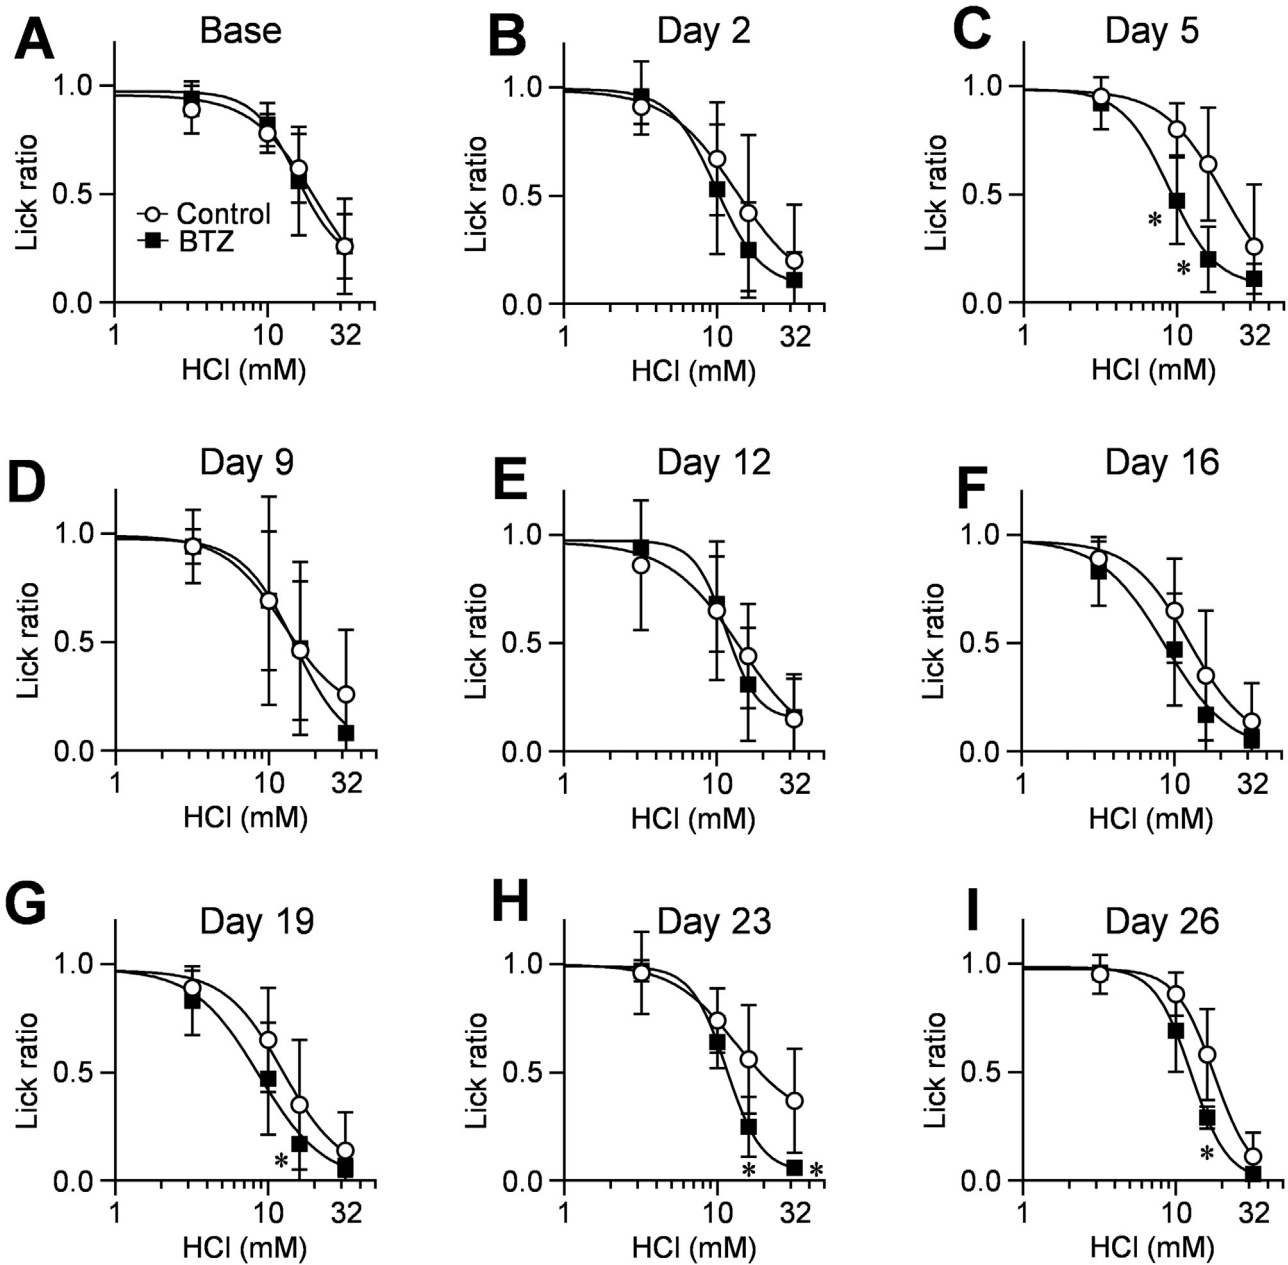 A Base
Lick ratio
1.0
0.5
0.0
Control
BTZ
1 10 32
HCl (mM)
B Day 2
Lick ratio
1.0
0.5
0.0
1 10 32
HCl (mM)
C Day 5
Lick ratio
1.0
0.5
0.0
*
*
1 10 32
HCl (mM)
D Day 9
Lick ratio
1.0
0.5
0.0
1 10 32
HCl (mM)
E Day 12
Lick ratio
1.0
0.5
0.0
1 10 32
HCl (mM)
F Day 16
Lick ratio
1.0
0.5
0.0
1 10 32
HCl (mM)
G Day 19
Lick ratio
1.0
0.5
0.0
*
1 10 32
HCl (mM)
H Day 23
Lick ratio
1.0
0.5
0.0
* *
1 10 32
HCl (mM)
I Day 26
Lick ratio
1.0
0.5
0.0
*
1 10 32
HCl (mM)